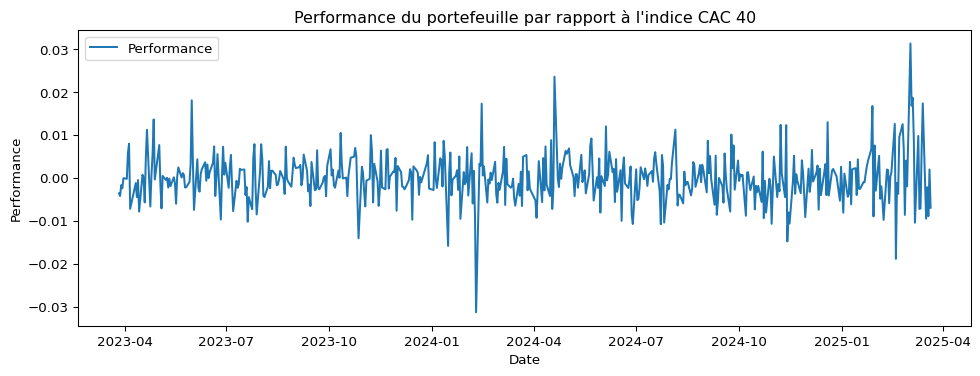 Performance du portefeuille par rapport à l'indice CAC 40
Performance
0.03
0.02
0.01
0.00
−0.01
−0.02
−0.03
Performance
2023-04 2023-07 2023-10 2024-01 2024-04 2024-07 2024-10 2025-01 2025-04
Date